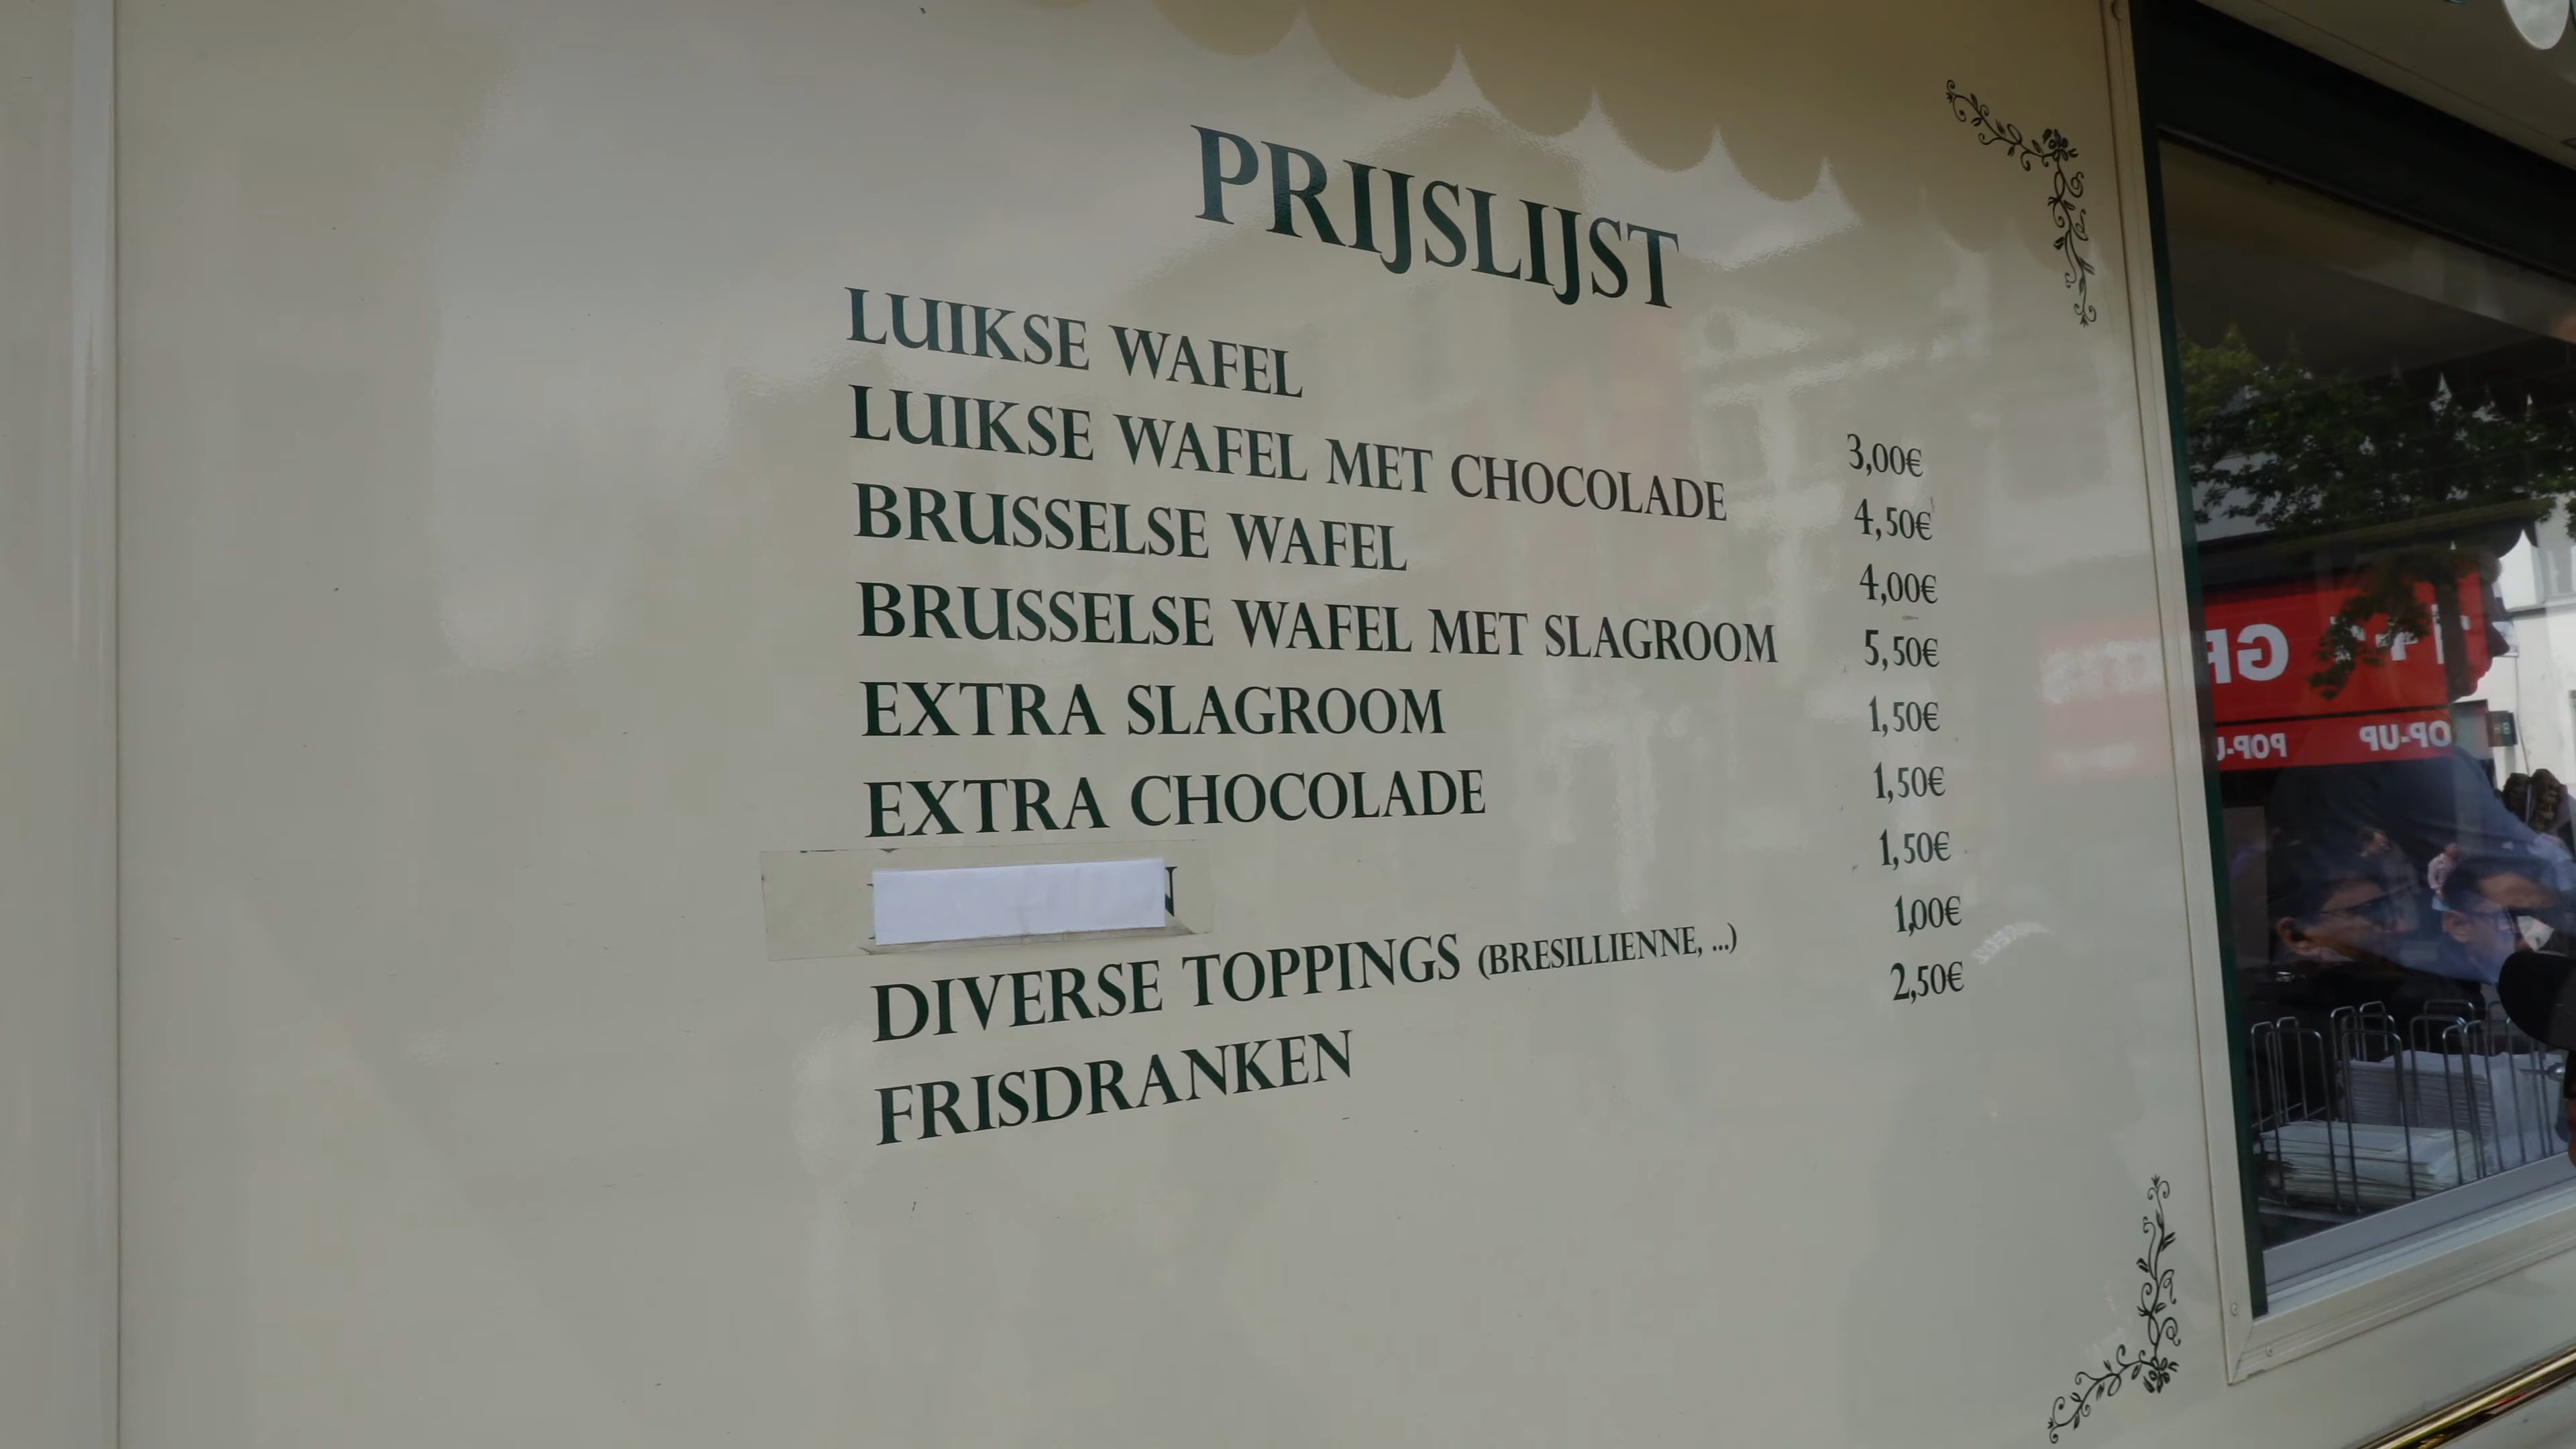 PRIJSLIJST
LUIKSE WAFEL 3,00€
LUIKSE WAFEL MET CHOCOLADE 4,50€
BRUSSELSE WAFEL 4,00€
BRUSSELSE WAFEL MET SLAGROOM 5,50€
EXTRA SLAGROOM 1,50€
EXTRA CHOCOLADE 1,50€
1,50€
DIVERSE TOPPINGS (BRESILLIENNE, ...) 1,00€
FRISDRANKEN 2,50€
POP-UP